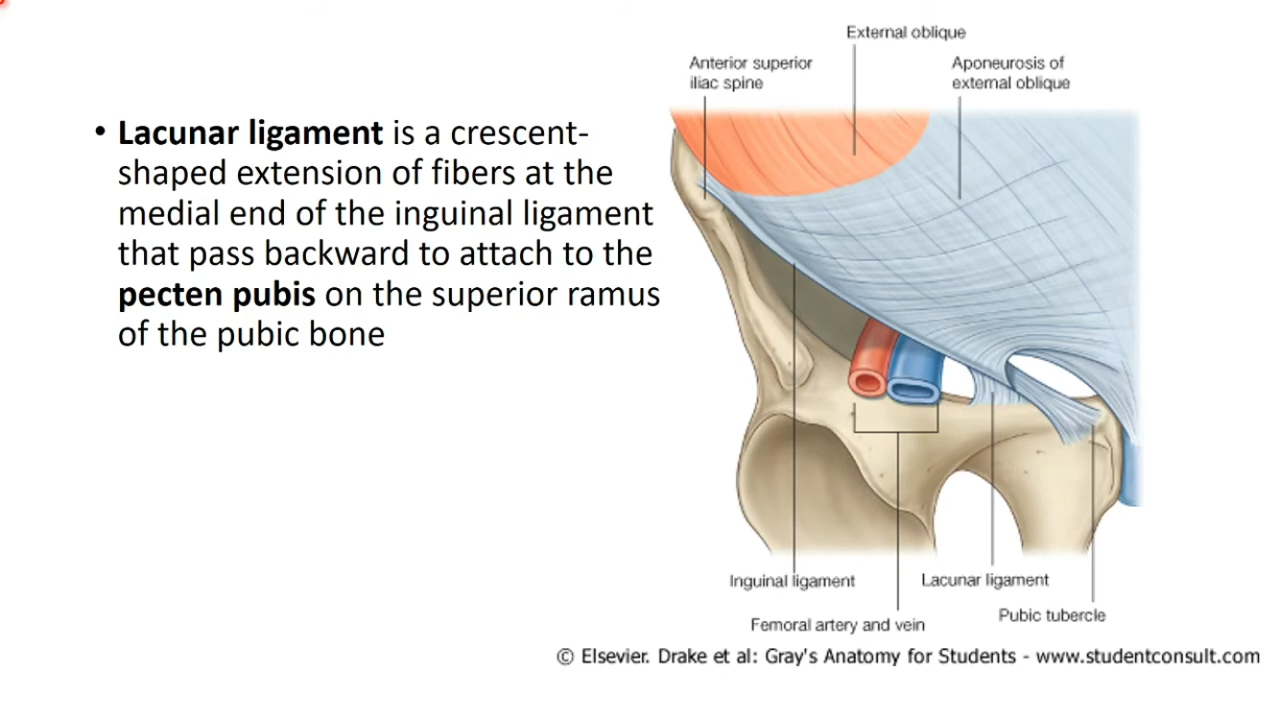 • Lacunar ligament is a crescent-
shaped extension of fibers at the
medial end of the inguinal ligament
that pass backward to attach to the
pecten pubis on the superior ramus
of the pubic bone
External oblique
Anterior superior
iliac spine
Aponeurosis of
external oblique
Inguinal ligament
Lacunar ligament
Pubic tubercle
Femoral artery and vein
© Elsevier. Drake et al: Gray's Anatomy for Students - www.studentconsult.com